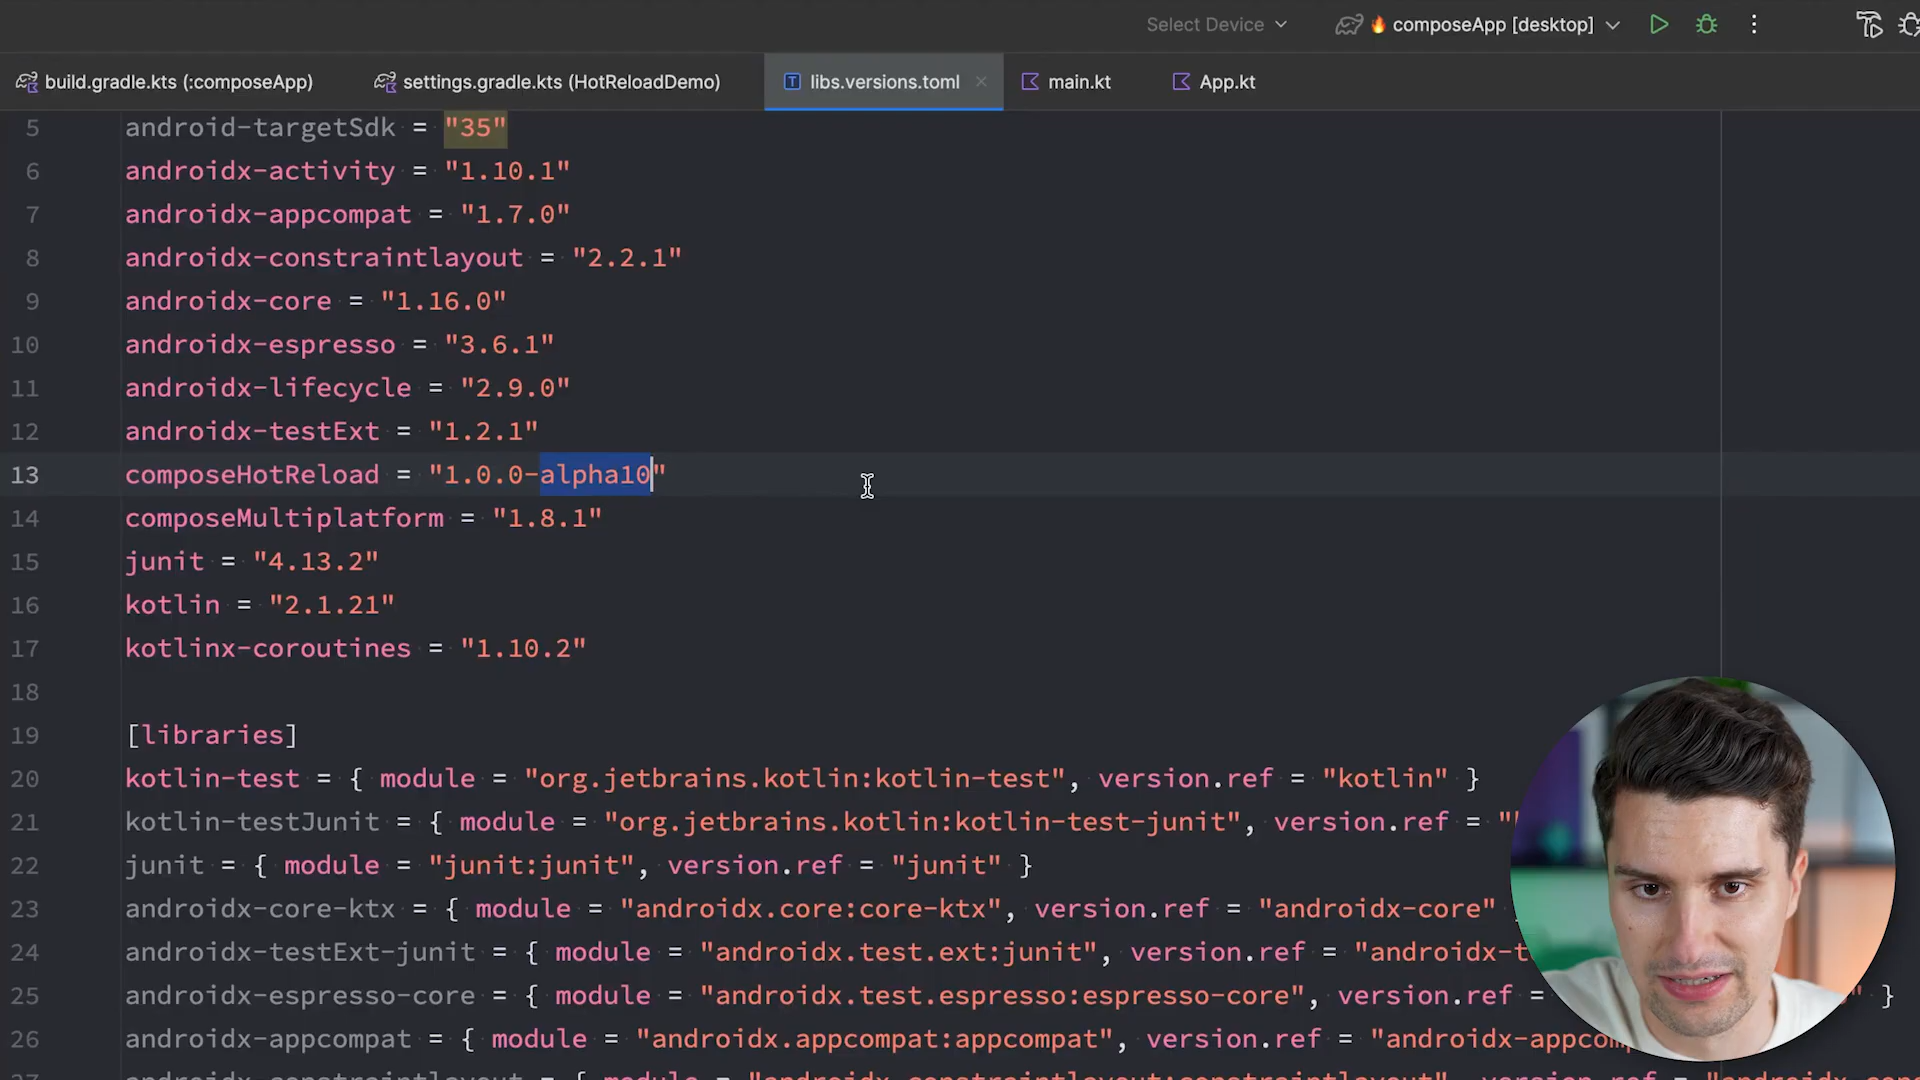 Select Device
composeApp [desktop]
build.gradle.kts (:composeApp)
settings.gradle.kts (HotReloadDemo)
libs.versions.toml
main.kt
App.kt
5 android-targetSdk = "35"
6 androidx-activity = "1.10.1"
7 androidx-appcompat = "1.7.0"
8 androidx-constraintlayout = "2.2.1"
9 androidx-core = "1.16.0"
10 androidx-espresso = "3.6.1"
11 androidx-lifecycle = "2.9.0"
12 androidx-testExt = "1.2.1"
13 composeHotReload = "1.0.0-alpha10"
14 composeMultiplatform = "1.8.1"
15 junit = "4.13.2"
16 kotlin = "2.1.21"
17 kotlinx-coroutines = "1.10.2"
18
19 [libraries]
20 kotlin-test = { module = "org.jetbrains.kotlin:kotlin-test", version.ref = "kotlin" }
21 kotlin-testJunit = { module = "org.jetbrains.kotlin:kotlin-test-junit", version.ref = "
22 junit = { module = "junit:junit", version.ref = "junit" }
23 androidx-core-ktx = { module = "androidx.core:core-ktx", version.ref = "androidx-core"
24 androidx-testExt-junit = { module = "androidx.test.ext:junit", version.ref = "androidx-t
25 androidx-espresso-core = { module = "androidx.test.espresso:espresso-core", version.ref = " }
26 androidx-appcompat = { module = "androidx.appcompat:appcompat", version.ref = "androidx-appcom